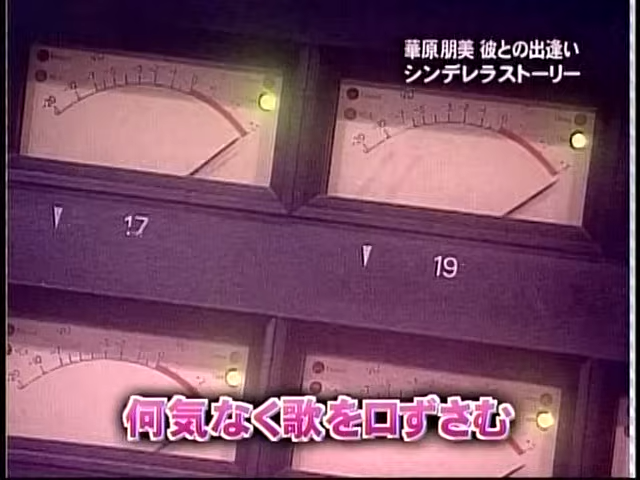 華原朋美 彼との出逢い
シンデレラストーリー
17
19
何気なく歌を口ずさむ